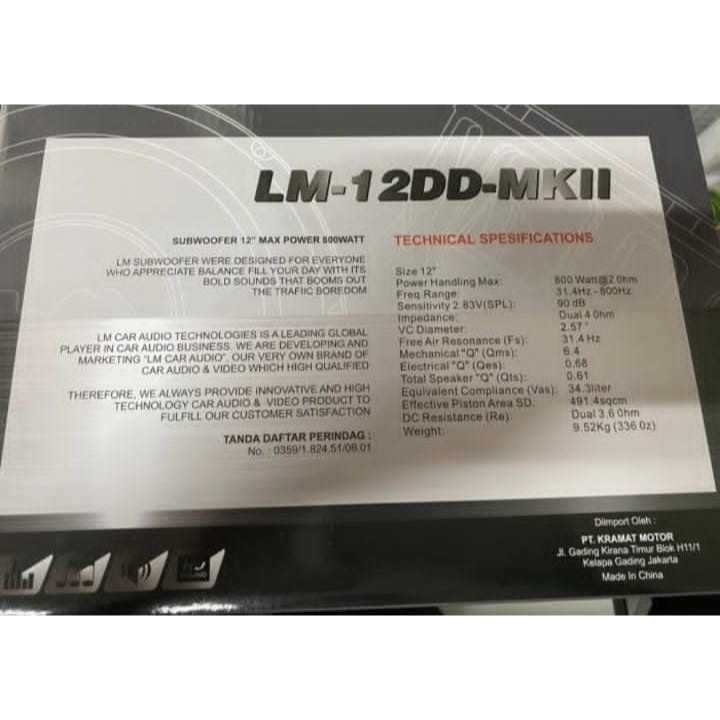 LM-12DD-MKII
SUBWOOFER 12" MAX POWER 800WATT
LM SUBWOOFER WERE DESIGNED FOR EVERYONE
WHO APPRECIATE BALANCE FILL YOUR DAY WITH ITS
BOLD SOUNDS THAT BOOMS OUT
THE TRAFIIC BOREDOM
LM CAR AUDIO TECHNOLOGIES IS A LEADING GLOBAL
PLAYER IN CAR AUDIO BUSINESS. WE ARE DEVELOPING AND
MARKETING "LM CAR AUDIO", OUR VERY OWN BRAND OF
CAR AUDIO & VIDEO WHICH HIGH QUALIFIED
THEREFORE, WE ALWAYS PROVIDE INNOVATIVE AND HIGH
TECHNOLOGY CAR AUDIO & VIDEO PRODUCT TO
FULFILL OUR CUSTOMER SATISFACTION
TANDA DAFTAR PERINDAG :
No. : 0359/1.824.51/06.01
TECHNICAL SPESIFICATIONS
Size 12"
Power Handling Max: 800 Watt@2.0hm
Freq Range: 31.4Hz - 800Hz
Sensitivity 2.83V(SPL): 90 dB
Impedance: Dual 4 0hm
VC Diameter: 2.57 "
Free Air Resonance (Fs): 31.4 Hz
Mechanical "Q" (Qms): 6.4
Electrical "Q" (Qes): 0.68
Total Speaker "Q" (Qts): 0.61
Equivalent Compliance (Vas): 34.3liter
Effective Piston Area SD: 491.4sqcm
DC Resistance (Re): Dual 3.6 0hm
Weight: 9.52Kg (336.0z)
Diimport Oleh :
PT. KRAMAT MOTOR
Jl. Gading Kirana Timur Blok H11/1
Kelapa Gading Jakarta
Made In China